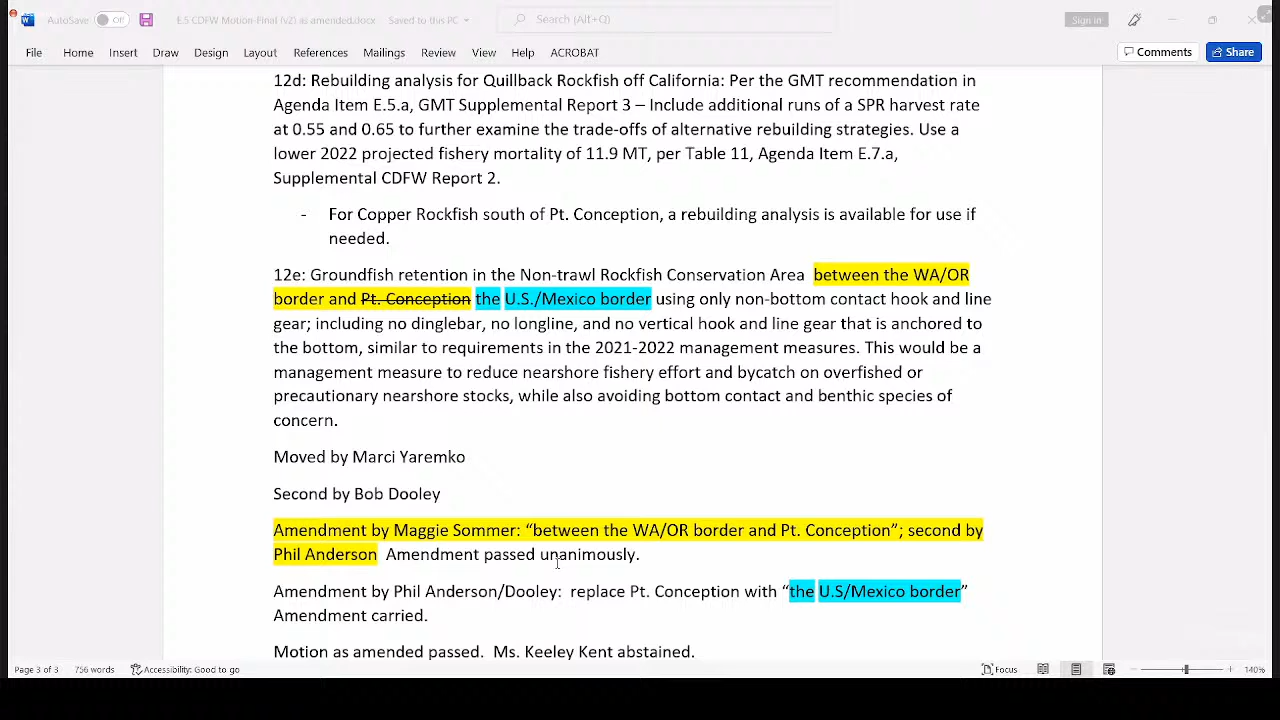 AutoSave Off E.5 CDFW Motion-Final (v2) as amended.docx Saved to this PC Search (Alt+Q) Sign in
File Home Insert Draw Design Layout References Mailings Review View Help ACROBAT Comments Share
12d: Rebuilding analysis for Quillback Rockfish off California: Per the GMT recommendation in
Agenda Item E.5.a, GMT Supplemental Report 3 – Include additional runs of a SPR harvest rate
at 0.55 and 0.65 to further examine the trade-offs of alternative rebuilding strategies. Use a
lower 2022 projected fishery mortality of 11.9 MT, per Table 11, Agenda Item E.7.a,
Supplemental CDFW Report 2.
- For Copper Rockfish south of Pt. Conception, a rebuilding analysis is available for use if
needed.
12e: Groundfish retention in the Non-trawl Rockfish Conservation Area between the WA/OR
border and Pt. Conception the U.S./Mexico border using only non-bottom contact hook and line
gear; including no dinglebar, no longline, and no vertical hook and line gear that is anchored to
the bottom, similar to requirements in the 2021-2022 management measures. This would be a
management measure to reduce nearshore fishery effort and bycatch on overfished or
precautionary nearshore stocks, while also avoiding bottom contact and benthic species of
concern.
Moved by Marci Yaremko
Second by Bob Dooley
Amendment by Maggie Sommer: “between the WA/OR border and Pt. Conception”; second by
Phil Anderson Amendment passed unanimously.
Amendment by Phil Anderson/Dooley: replace Pt. Conception with “the U.S/Mexico border”
Amendment carried.
Motion as amended passed. Ms. Keeley Kent abstained.
Page 3 of 3 756 words Accessibility: Good to go Focus 140%